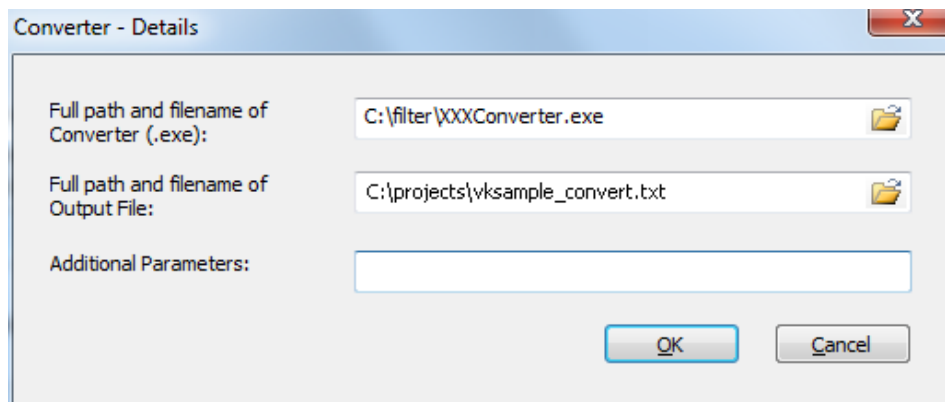 Converter - Details
Full path and filename of
Converter (.exe):
C:\filter\XXXConverter.exe
Full path and filename of
Output File:
C:\projects\vksample_convert.txt
Additional Parameters:
OK
Cancel